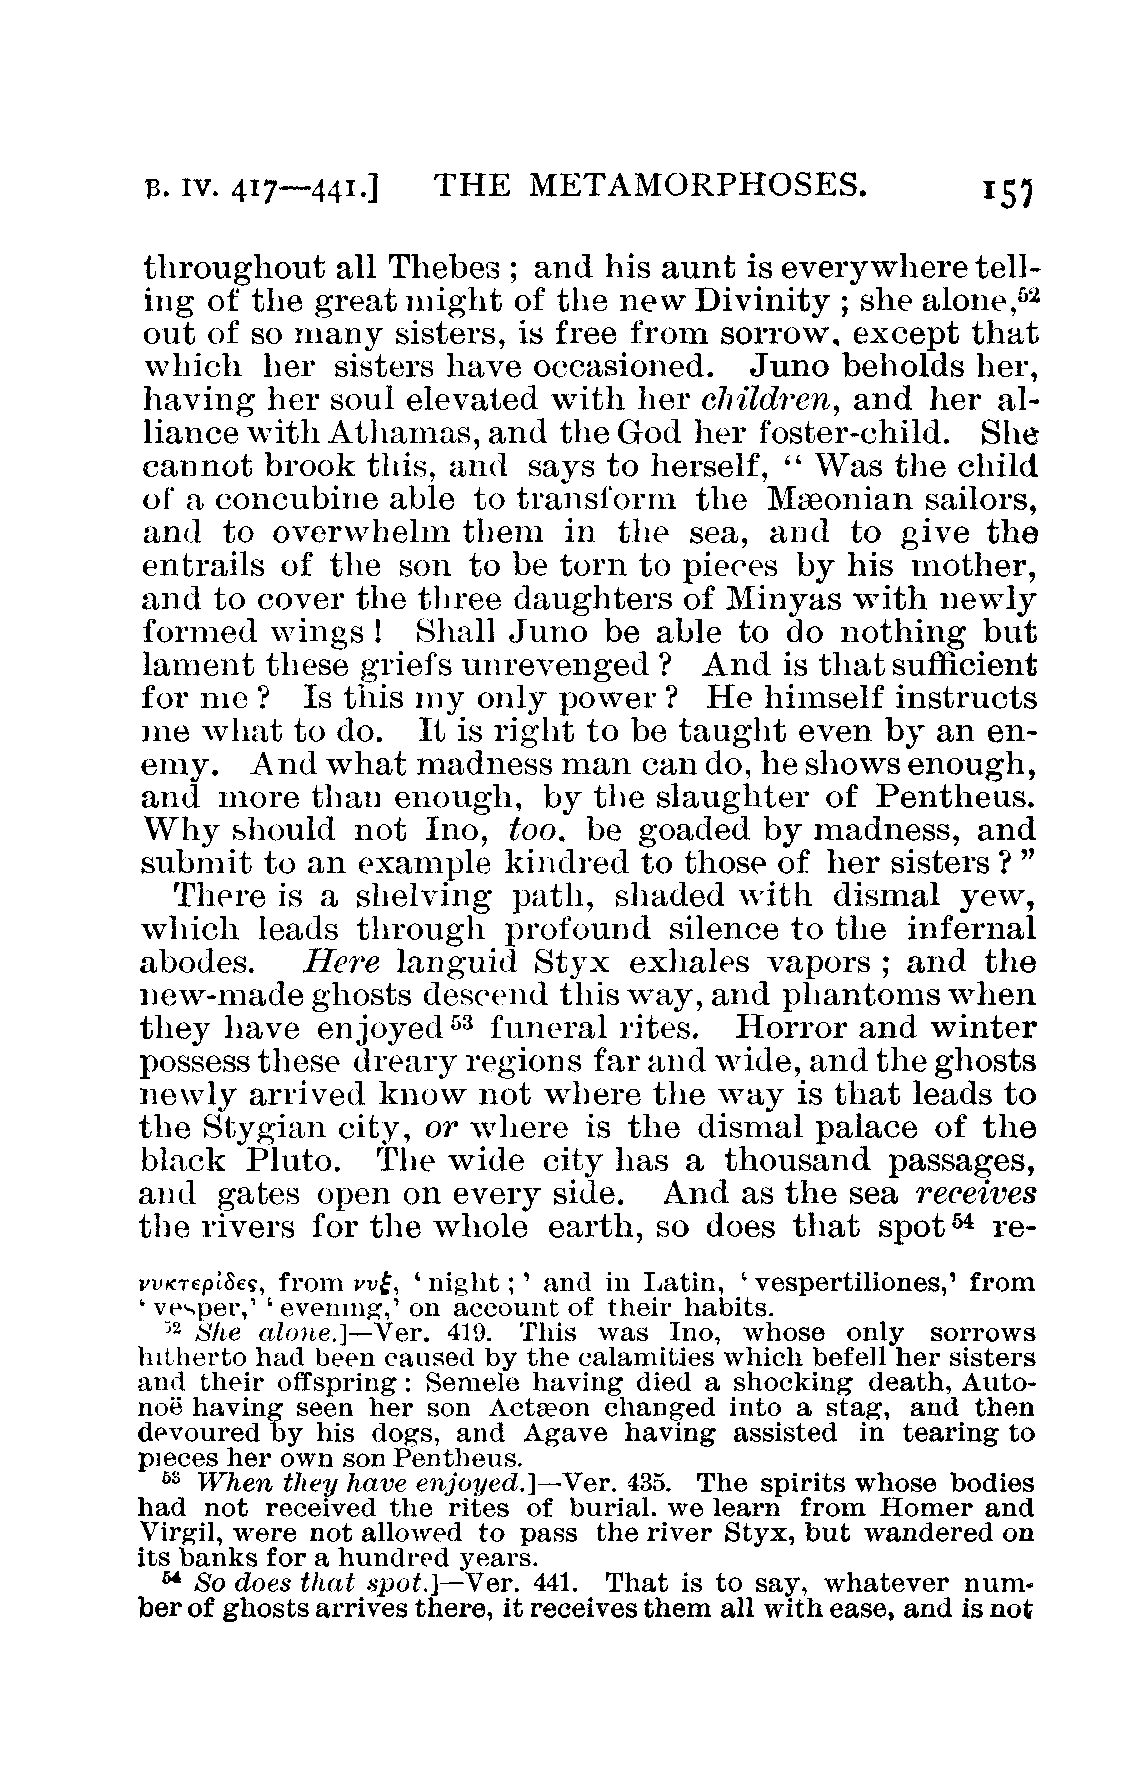 B. IV. 417—441.] THE METAMORPHOSES. 157
throughout all Thebes ; and his aunt is everywhere tell-
ing of the great might of the new Divinity ; she alone,⁵²
out of so many sisters, is free from sorrow, except that
which her sisters have occasioned. Juno beholds her,
having her soul elevated with her children, and her al-
liance with Athamas, and the God her foster-child. She
cannot brook this, and says to herself, “ Was the child
of a concubine able to transform the Mæonian sailors,
and to overwhelm them in the sea, and to give the
entrails of the son to be torn to pieces by his mother,
and to cover the three daughters of Minyas with newly
formed wings ! Shall Juno be able to do nothing but
lament these griefs unrevenged ? And is that sufficient
for me ? Is this my only power ? He himself instructs
me what to do. It is right to be taught even by an en-
emy. And what madness man can do, he shows enough,
and more than enough, by the slaughter of Pentheus.
Why should not Ino, too, be goaded by madness, and
submit to an example kindred to those of her sisters ? ”
There is a shelving path, shaded with dismal yew,
which leads through profound silence to the infernal
abodes. Here languid Styx exhales vapors ; and the
new-made ghosts descend this way, and phantoms when
they have enjoyed⁵³ funeral rites. Horror and winter
possess these dreary regions far and wide, and the ghosts
newly arrived know not where the way is that leads to
the Stygian city, or where is the dismal palace of the
black Pluto. The wide city has a thousand passages,
and gates open on every side. And as the sea receives
the rivers for the whole earth, so does that spot⁵⁴ re-
νυκτερίδες, from νυξ, ‘ night ; ’ and in Latin, ‘ vespertiliones,’ from
‘ vesper,’ ‘ evening,’ on account of their habits.
⁵² She alone.]—Ver. 419. This was Ino, whose only sorrows
hitherto had been caused by the calamities which befell her sisters
and their offspring : Semele having died a shocking death, Auto-
noë having seen her son Actæon changed into a stag, and then
devoured by his dogs, and Agave having assisted in tearing to
pieces her own son Pentheus.
⁵³ When they have enjoyed.]—Ver. 435. The spirits whose bodies
had not received the rites of burial. we learn from Homer and
Virgil, were not allowed to pass the river Styx, but wandered on
its banks for a hundred years.
⁵⁴ So does that spot.]—Ver. 441. That is to say, whatever num-
ber of ghosts arrives there, it receives them all with ease, and is not